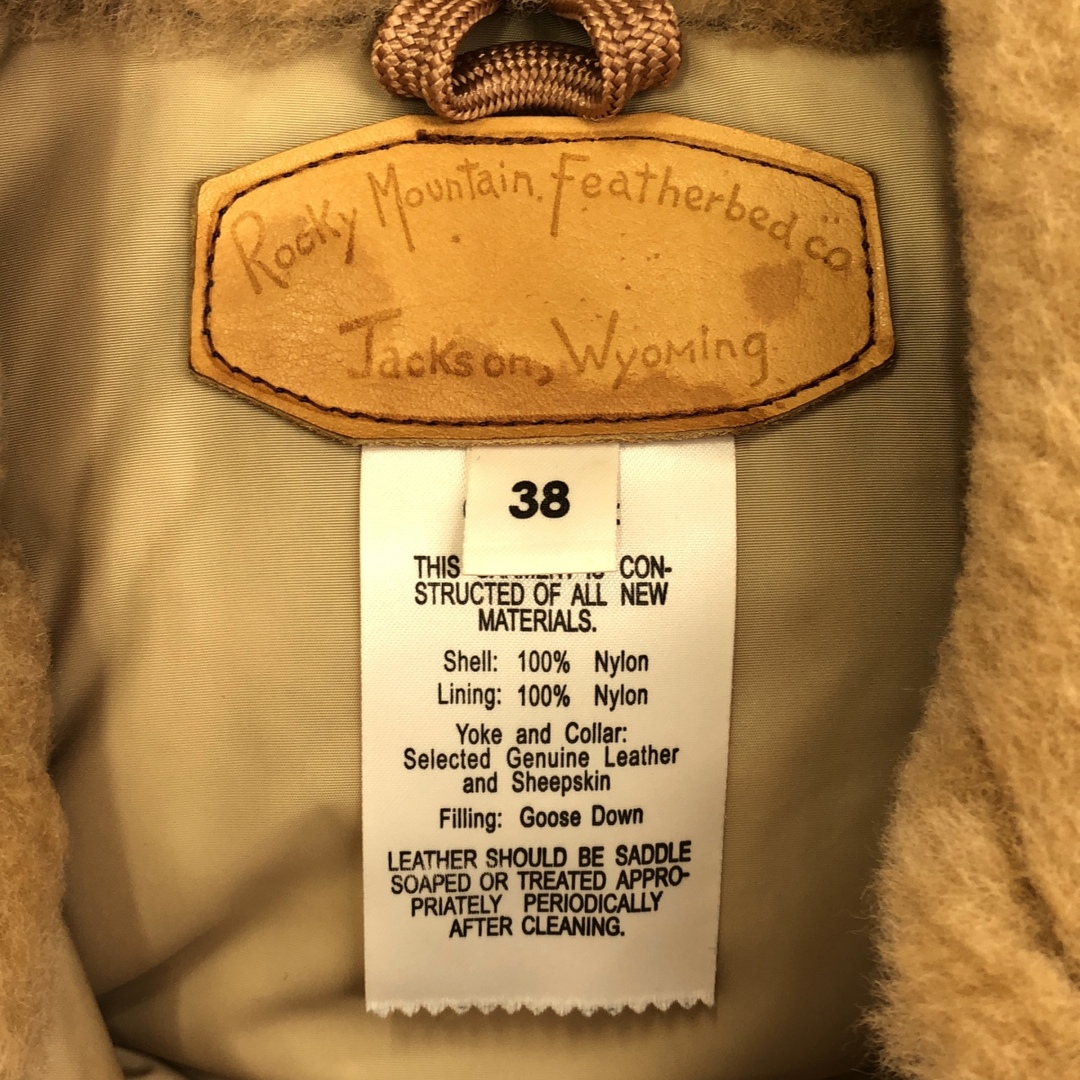 Rocky Mountain. Featherbed co
Jackson, Wyoming
38
THIS GARMENT IS CON-
STRUCTED OF ALL NEW
MATERIALS.
Shell: 100% Nylon
Lining: 100% Nylon
Yoke and Collar:
Selected Genuine Leather
and Sheepskin
Filling: Goose Down
LEATHER SHOULD BE SADDLE
SOAPED OR TREATED APPRO-
PRIATELY PERIODICALLY
AFTER CLEANING.